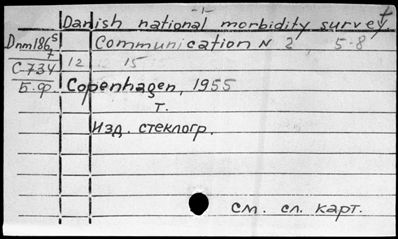 -1-
Danish national morbidity survey.
Dnm186 s/7 Communication N 2, 5-8
C-734 12 15
Б.ф. Copenhagen, 1955
т.
Изд. стеклогр.
см. сл. карт.